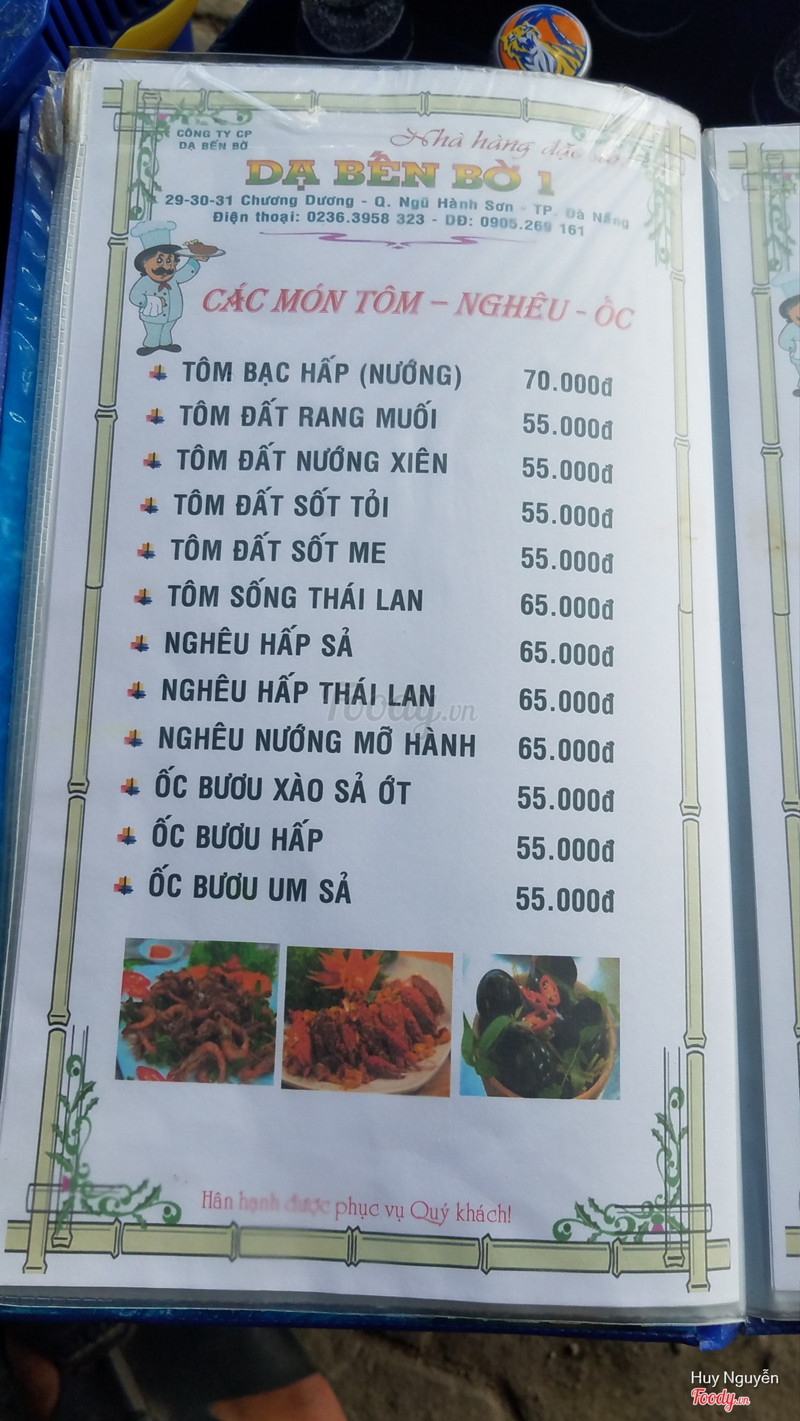 CÔNG TY CP
DẠ BẾN BỜ
Nhà hàng đặc
DẠ BẾN BỜ 1
29-30-31 Chương Dương - Q. Ngũ Hành Sơn - TP. Đà Nẵng
Điện thoại: 0236.3958 323 - DĐ: 0905.269 161
CÁC MÓN TÔM – NGHÊU - ỐC
TÔM BẠC HẤP (NƯỚNG) 70.000đ
TÔM ĐẤT RANG MUỐI 55.000đ
TÔM ĐẤT NƯỚNG XIÊN 55.000đ
TÔM ĐẤT SỐT TỎI 55.000đ
TÔM ĐẤT SỐT ME 55.000đ
TÔM SỐNG THÁI LAN 65.000đ
NGHÊU HẤP SẢ 65.000đ
NGHÊU HẤP THÁI LAN 65.000đ
NGHÊU NƯỚNG MỠ HÀNH 65.000đ
ỐC BƯƠU XÀO SẢ ỚT 55.000đ
ỐC BƯƠU HẤP 55.000đ
ỐC BƯƠU UM SẢ 55.000đ
Foody.vn
Hân hạnh được phục vụ Quý khách!
Huy Nguyễn
Foody.vn